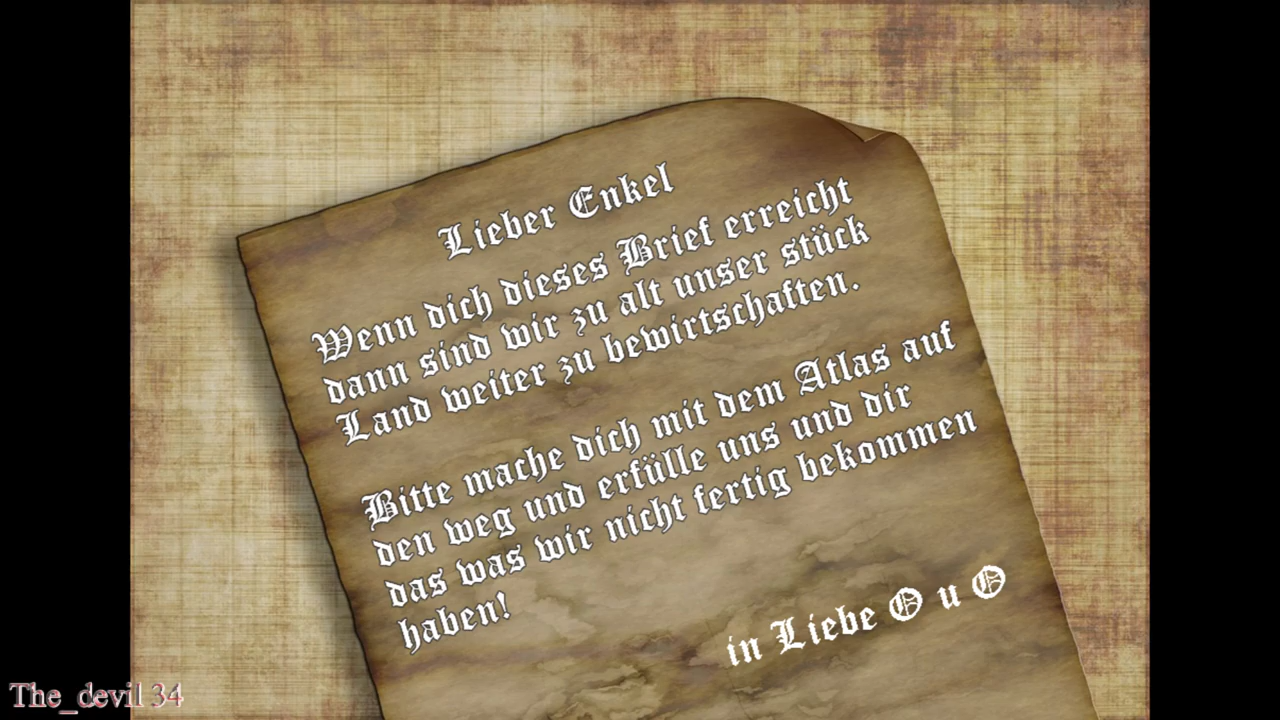 Lieber Enkel
Wenn dich dieses Brief erreicht
dann sind wir zu alt unser stück
Land weiter zu bewirtschaften.
Bitte mache dich mit dem Atlas auf
den weg und erfülle uns und dir
das was wir nicht fertig bekommen
haben!
in Liebe O u O
The_devil 34